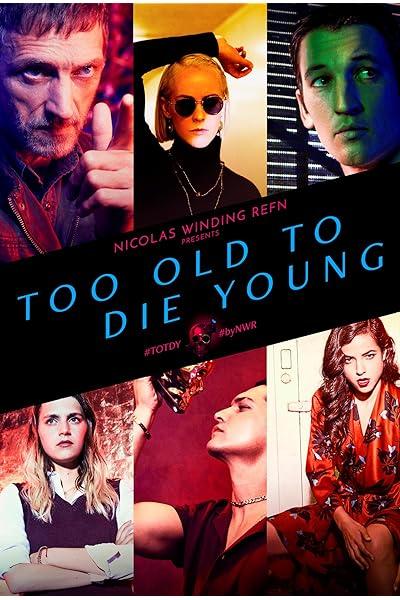 NICOLAS WINDING REFN
PRESENTS
TOO OLD TO
DIE YOUNG
#TOTDY #byNWR